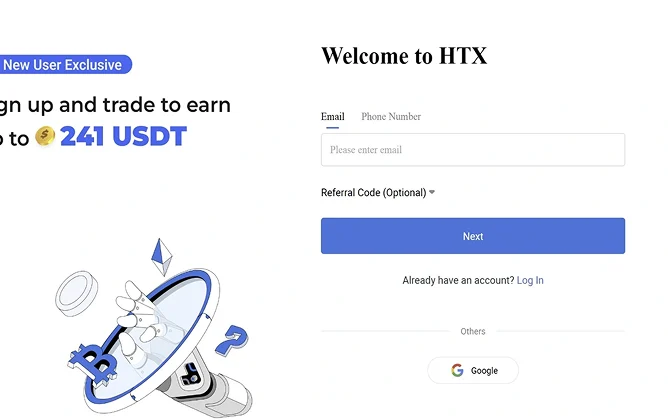 New User Exclusive
gn up and trade to earn
to 241 USDT
Welcome to HTX
Email Phone Number
Please enter email
Referral Code (Optional)
Next
Already have an account? Log In
Others
Google